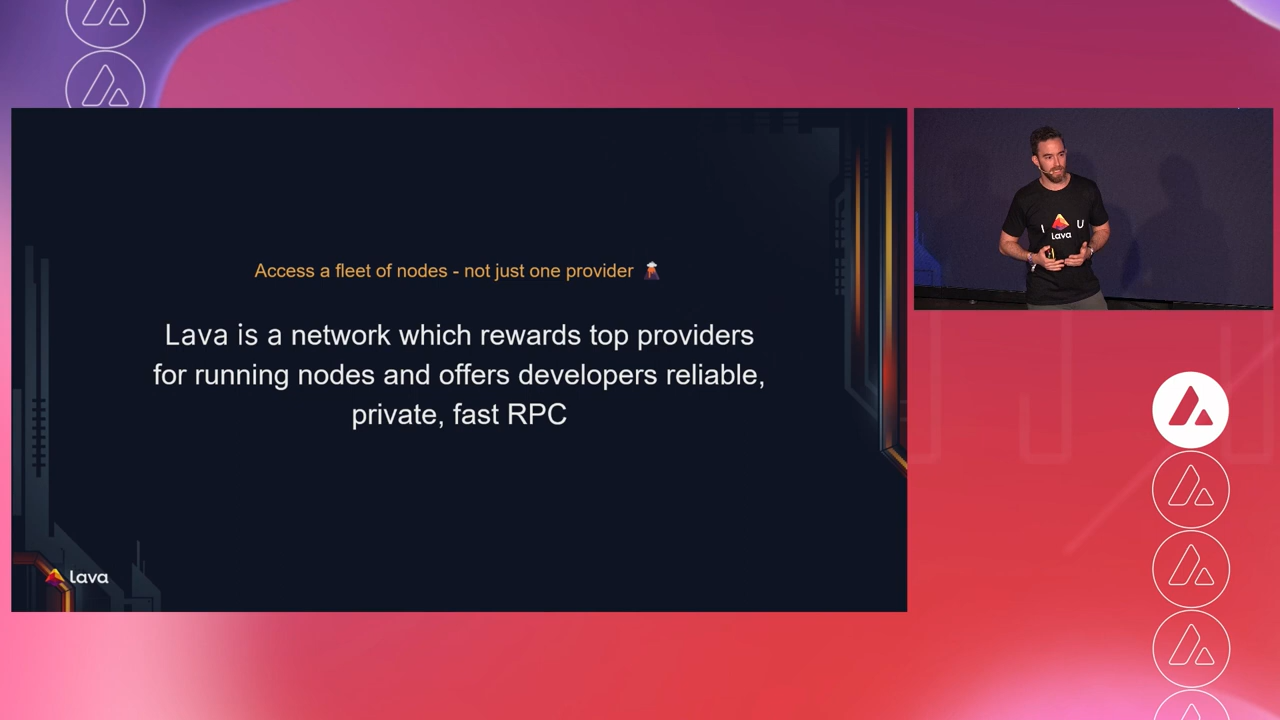 Access a fleet of nodes - not just one provider
Lava is a network which rewards top providers
for running nodes and offers developers reliable,
private, fast RPC
lava
I
U
lava